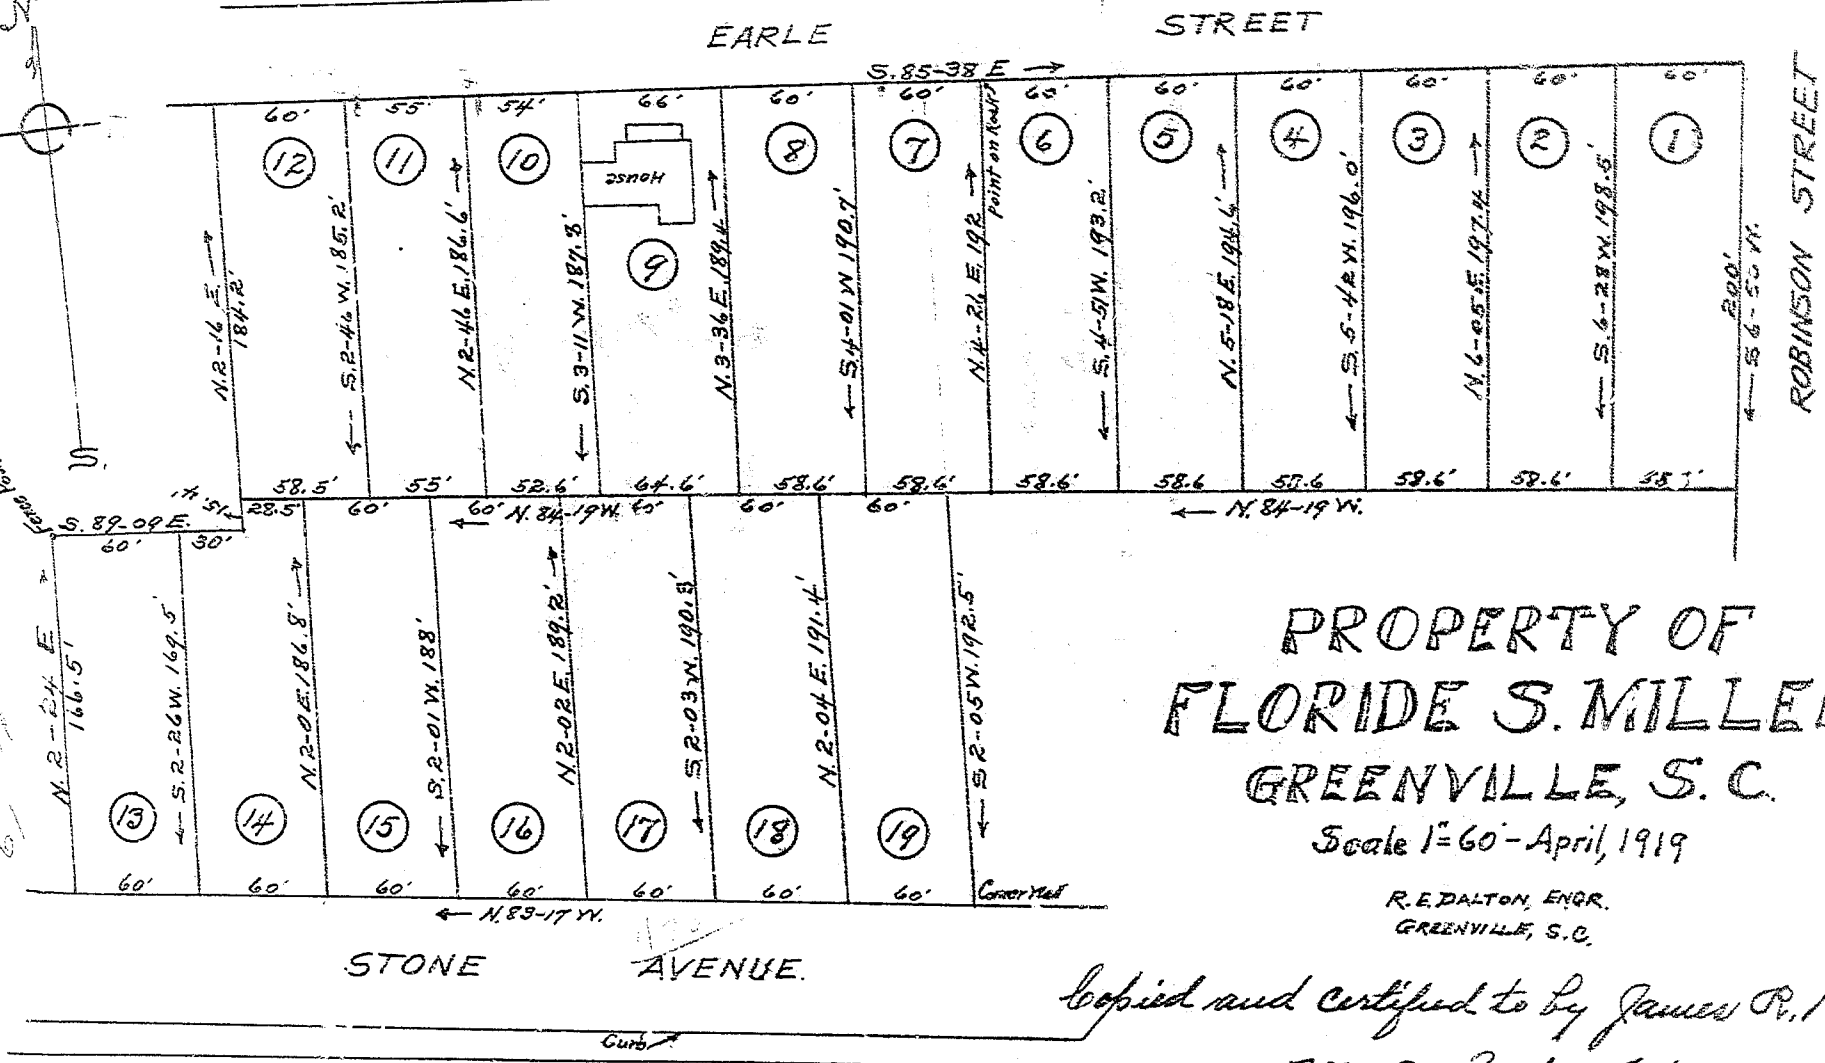 N
EARLE STREET
S. 85-38 E
60' 55' 54' 66' 60' 60' 60' 60' 60' 60' 60' 60'
12 11 10 9 8 7 6 5 4 3 2 1
House
ROBINSON STREET
N. 2-16 E.
184.2'
S. 2-46 W. 185.2'
N. 2-46 E. 186.6'
S. 3-11 W. 187.8'
N. 3-36 E. 189.4
S. 4-01 W 190.7'
N. 4-26 E. 192
S. 4-51 W. 193.2'
N. 5-18 E. 194.6'
S. 5-42 W. 196.0'
N. 6-05 E. 197.4
S. 6-28 W. 198.5'
200'
S 6-50 W.
S.
58.5' 55' 52.6' 64.6' 58.6' 58.6' 58.6' 58.6 58.6' 58.6'
28.5' 60' 60' N. 84-19 W. 60' 60' 60'
N. 84-19 W.
S. 89-09 E.
60' 30'
N. 2-24 E
166.5'
S. 2-26 W. 169.5'
N. 2-0 E. 186.8'
S. 2-01 W. 188'
N. 2-02 E. 189.2'
S. 2-03 W. 190.3'
N. 2-04 E. 191.4'
S 2-05 W. 192.5'
13 14 15 16 17 18 19
60' 60' 60' 60' 60' 60' 60'
N. 89-17 W.
STONE AVENUE.
Curb
PROPERTY OF
FLORIDE S. MILLER
GREENVILLE, S. C.
Scale 1"=60' - April, 1919
R. E. DALTON, ENGR.
GREENVILLE, S. C.
Copied and certified to by James R.